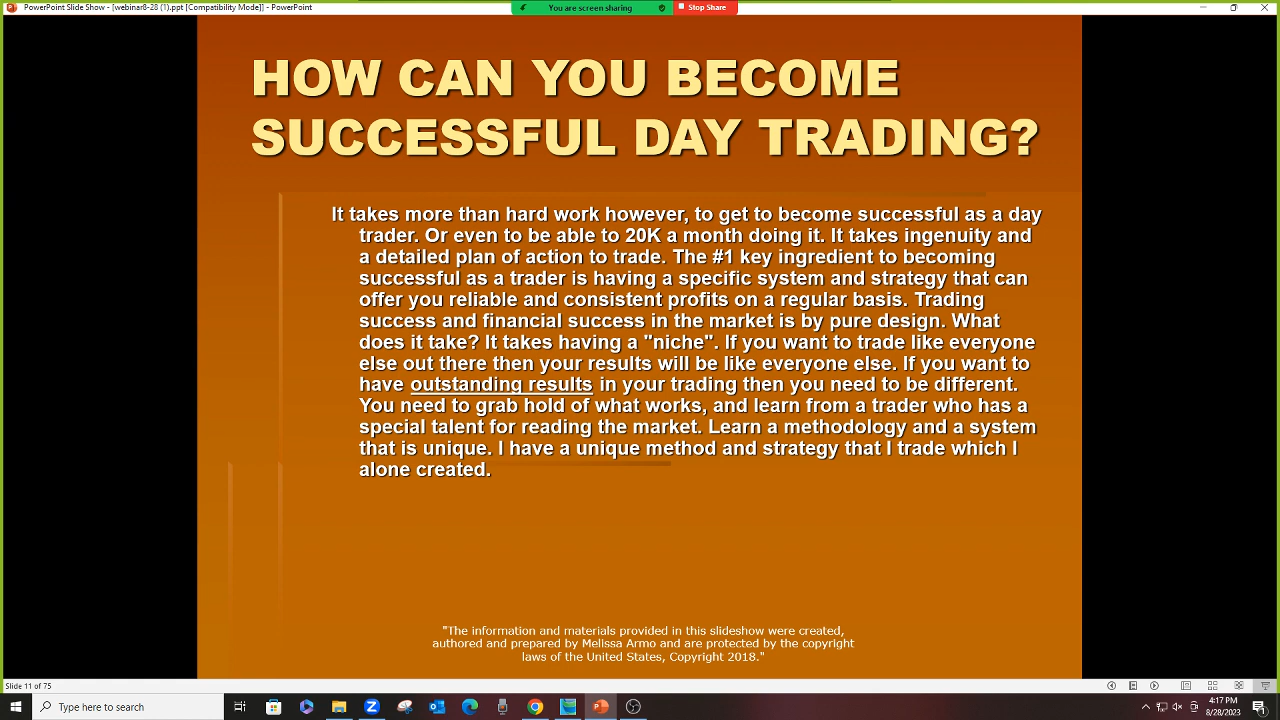 PowerPoint Slide Show - [webinar8-28 (1).ppt [Compatibility Mode]] - PowerPoint
You are screen sharing
Stop Share
HOW CAN YOU BECOME
SUCCESSFUL DAY TRADING?
It takes more than hard work however, to get to become successful as a day
trader. Or even to be able to 20K a month doing it. It takes ingenuity and
a detailed plan of action to trade. The #1 key ingredient to becoming
successful as a trader is having a specific system and strategy that can
offer you reliable and consistent profits on a regular basis. Trading
success and financial success in the market is by pure design. What
does it take? It takes having a "niche". If you want to trade like everyone
else out there then your results will be like everyone else. If you want to
have outstanding results in your trading then you need to be different.
You need to grab hold of what works, and learn from a trader who has a
special talent for reading the market. Learn a methodology and a system
that is unique. I have a unique method and strategy that I trade which I
alone created.
"The information and materials provided in this slideshow were created,
authored and prepared by Melissa Armo and are protected by the copyright
laws of the United States, Copyright 2018."
Slide 11 of 75
Type here to search
4:17 PM
8/28/2023